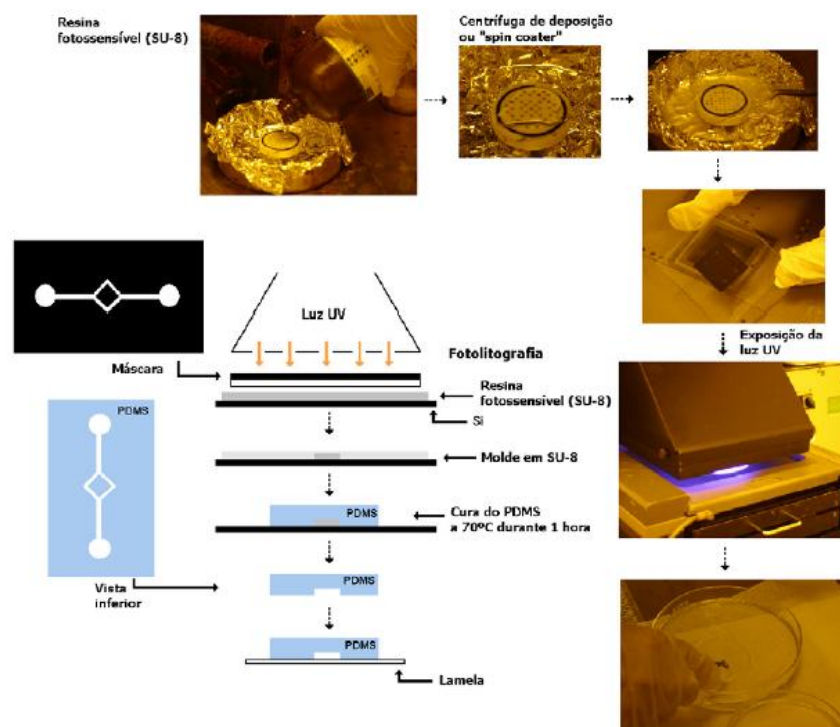 Resina
fotossensível (SU-8)
Centrífuga de deposição
ou "spin coater"
Exposição da
luz UV
Luz UV
Fotolitografia
Máscara
Resina
fotossensível (SU-8)
Si
Molde em SU-8
PDMS
Cura do PDMS
a 70ºC durante 1 hora
PDMS
Vista
inferior
PDMS
PDMS
Lamela